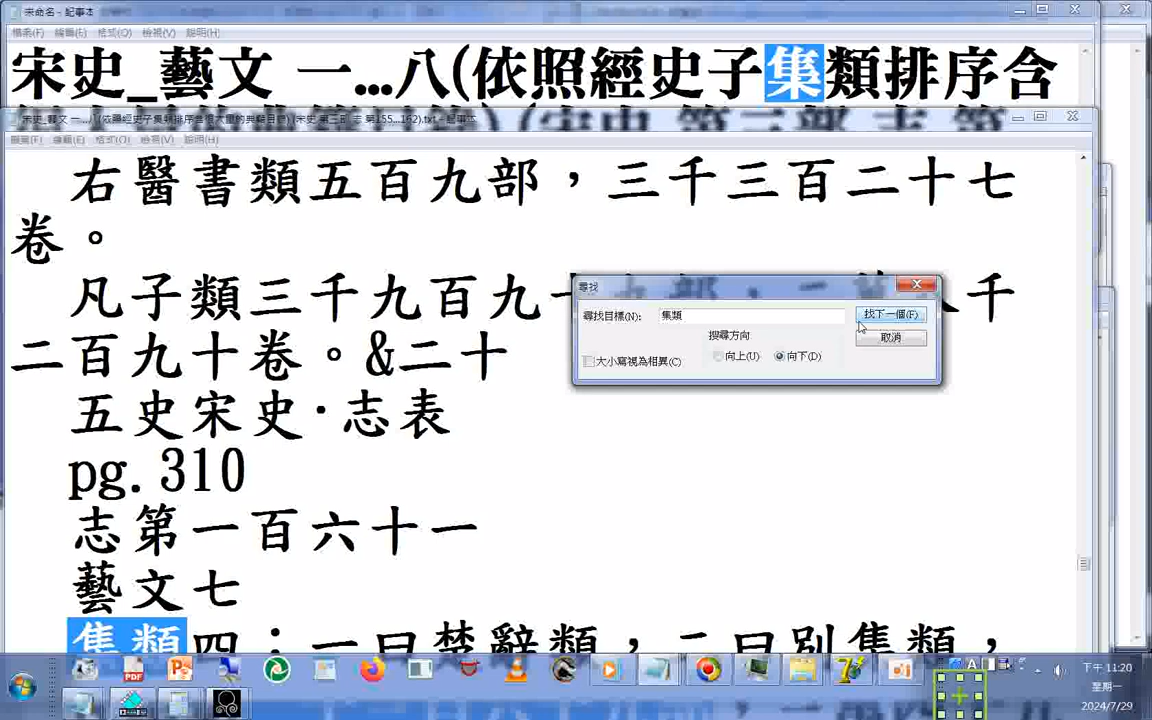 未命名 - 記事本
檔案(F) 編輯(E) 格式(O) 檢視(V) 說明(H)
宋史_藝文 一...八(依照經史子集類排序含
宋史_藝文 一...八(依照經史子集類排序含很大量的典籍目色) (宋史 第三部 志 第155...162).txt - 記事本
檔案(F) 編輯(E) 格式(O) 檢視(V) 說明(H)
右醫書類五百九部，三千三百二十七
卷。
凡子類三千九百九十
千
二百九十卷。&二十
五史宋史·志表
pg.310
志第一百六十一
藝文七
集類四：一曰楚辭類，二曰別集類，
尋找
尋找目標(N): 集類
找下一個(F)
搜尋方向
取消
大小寫視為相異(C) 向上(U) 向下(D)
下午 11:20
星期一
2024/7/29